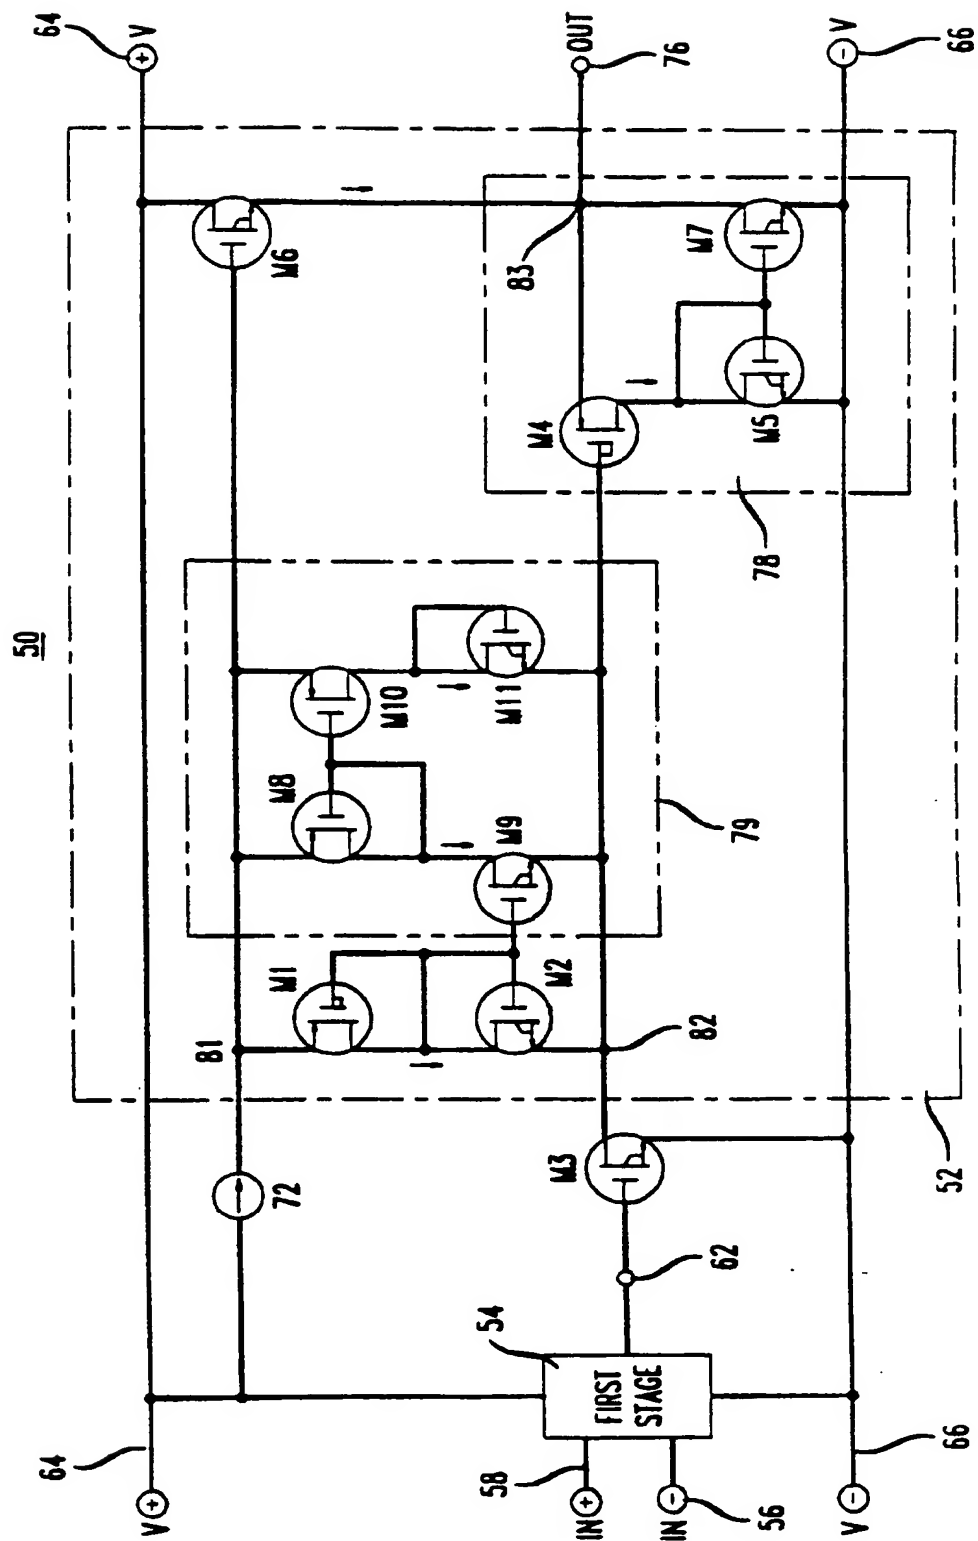 50
64
V +
64
+ V
M6
81
72
M1
M8
M10
79
M2
M9
M11
82
M3
62
54
FIRST
STAGE
58
IN +
IN -
56
M4
M5
M7
78
83
OUT
76
52
V -
66
- V
66